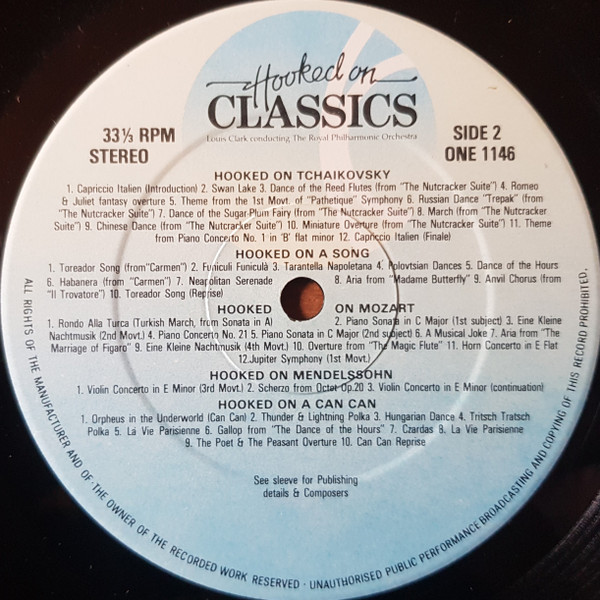 Hooked on
CLASSICS
Louis Clark conducting The Royal Philharmonic Orchestra
33⅓ RPM
STEREO
SIDE 2
ONE 1146
HOOKED ON TCHAIKOVSKY
1. Capriccio Italien (Introduction) 2. Swan Lake 3. Dance of the Reed Flutes (from "The Nutcracker Suite") 4. Romeo
& Juliet fantasy overture 5. Theme from the 1st Movt. of "Pathetique" Symphony 6. Russian Dance "Trepak" (from
"The Nutcracker Suite") 7. Dance of the Sugar Plum Fairy (from "The Nutcracker Suite") 8. March (from "The Nutcracker
Suite") 9. Chinese Dance (from "The Nutcracker Suite") 10. Miniature Overture (from "The Nutcracker Suite") 11. Theme
from Piano Concerto No. 1 in 'B' flat minor 12. Capriccio Italien (Finale)
HOOKED ON A SONG
1. Toreador Song (from"Carmen") 2. Funiculi Funiculà 3. Tarantella Napoletana 4. Polovtsian Dances 5. Dance of the Hours
6. Habanera (from "Carmen") 7. Neapolitan Serenade 8. Aria from "Madame Butterfly" 9. Anvil Chorus (from
"Il Trovatore") 10. Toreador Song (Reprise)
HOOKED ON MOZART
1. Rondo Alla Turca (Turkish March, from Sonata in A) 2. Piano Sonata in C Major (1st subject) 3. Eine Kleine
Nachtmusik (2nd Movt.) 4. Piano Concerto No. 21 5. Piano Sonata in C Major (2nd subject) 6. A Musical Joke 7. Aria from "The
Marriage of Figaro" 9. Eine Kleine Nachtmusik (4th Movt.) 10. Overture from "The Magic Flute" 11. Horn Concerto in E Flat
12.Jupiter Symphony (1st Movt.)
HOOKED ON MENDELSSOHN
1. Violin Concerto in E Minor (3rd Movt.) 2. Scherzo from Octet Op.20 3. Violin Concerto in E Minor (continuation)
HOOKED ON A CAN CAN
1. Orpheus in the Underworld (Can Can) 2. Thunder & Lightning Polka 3. Hungarian Dance 4. Tritsch Tratsch
Polka 5. La Vie Parisienne 6. Gallop from "The Dance of the Hours" 7. Czardas 8. La Vie Parisienne
9. The Poet & The Peasant Overture 10. Can Can Reprise
See sleeve for Publishing
details & Composers
ALL RIGHTS OF THE MANUFACTURER AND OF THE OWNER OF THE RECORDED WORK RESERVED · UNAUTHORISED PUBLIC PERFORMANCE BROADCASTING AND COPYING OF THIS RECORD PROHIBITED.